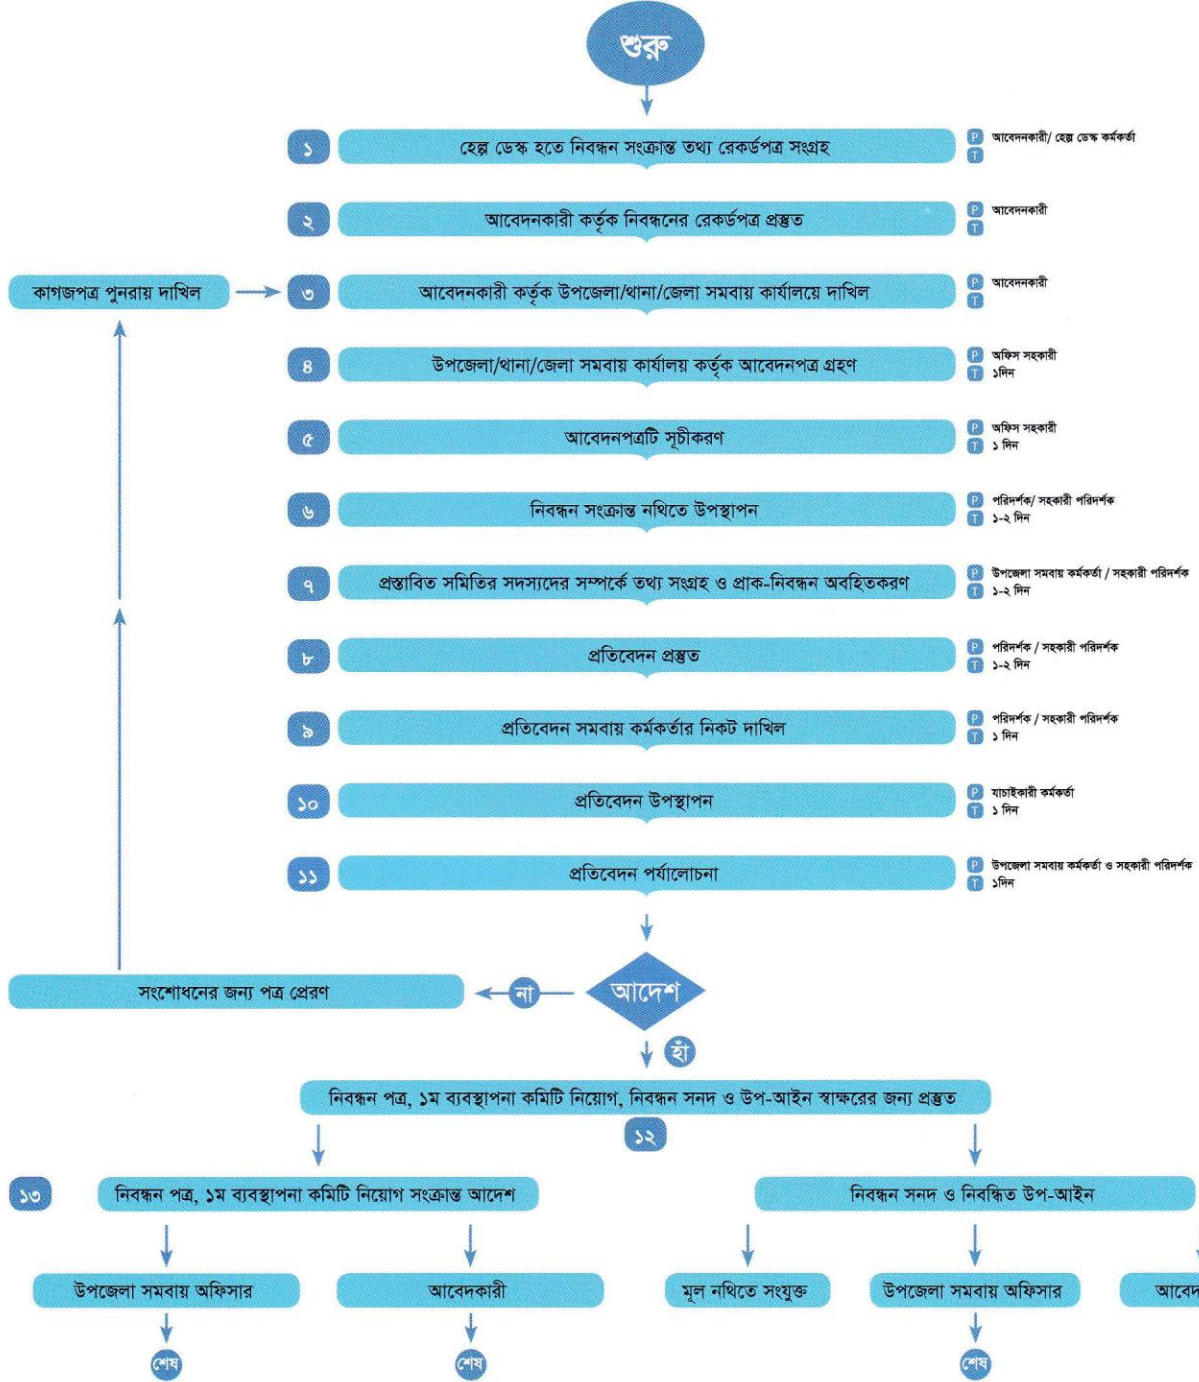 শুরু
১
হেল্প ডেস্ক হতে নিবন্ধন সংক্রান্ত তথ্য রেকর্ডপত্র সংগ্রহ
P আবেদনকারী/ হেল্প ডেস্ক কর্মকর্তা
T
২
আবেদনকারী কর্তৃক নিবন্ধনের রেকর্ডপত্র প্রস্তুত
P আবেদনকারী
T
কাগজপত্র পুনরায় দাখিল
৩
আবেদনকারী কর্তৃক উপজেলা/থানা/জেলা সমবায় কার্যালয়ে দাখিল
P আবেদনকারী
T
৪
উপজেলা/থানা/জেলা সমবায় কার্যালয় কর্তৃক আবেদনপত্র গ্রহণ
P অফিস সহকারী
T ১দিন
৫
আবেদনপত্রটি সূচীকরণ
P অফিস সহকারী
T ১ দিন
৬
নিবন্ধন সংক্রান্ত নথিতে উপস্থাপন
P পরিদর্শক/ সহকারী পরিদর্শক
T ১-২ দিন
৭
প্রস্তাবিত সমিতির সদস্যদের সম্পর্কে তথ্য সংগ্রহ ও প্রাক-নিবন্ধন অবহিতকরণ
P উপজেলা সমবায় কর্মকর্তা / সহকারী পরিদর্শক
T ১-২ দিন
৮
প্রতিবেদন প্রস্তুত
P পরিদর্শক / সহকারী পরিদর্শক
T ১-২ দিন
৯
প্রতিবেদন সমবায় কর্মকর্তার নিকট দাখিল
P পরিদর্শক / সহকারী পরিদর্শক
T ১ দিন
১০
প্রতিবেদন উপস্থাপন
P যাচাইকারী কর্মকর্তা
T ১ দিন
১১
প্রতিবেদন পর্যালোচনা
P উপজেলা সমবায় কর্মকর্তা ও সহকারী পরিদর্শক
T ১দিন
সংশোধনের জন্য পত্র প্রেরণ
না
আদেশ
হাঁ
নিবন্ধন পত্র, ১ম ব্যবস্থাপনা কমিটি নিয়োগ, নিবন্ধন সনদ ও উপ-আইন স্বাক্ষরের জন্য প্রস্তুত
১২
১৩
নিবন্ধন পত্র, ১ম ব্যবস্থাপনা কমিটি নিয়োগ সংক্রান্ত আদেশ
নিবন্ধন সনদ ও নিবন্ধিত উপ-আইন
উপজেলা সমবায় অফিসার
আবেদকারী
মূল নথিতে সংযুক্ত
উপজেলা সমবায় অফিসার
শেষ
শেষ
শেষ